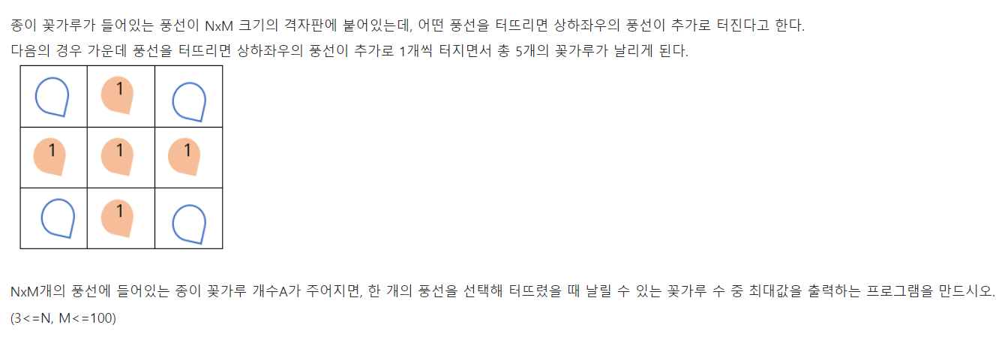 종이 꽃가루가 들어있는 풍선이 NxM 크기의 격자판에 붙어있는데, 어떤 풍선을 터뜨리면 상하좌우의 풍선이 추가로 터진다고 한다.
다음의 경우 가운데 풍선을 터뜨리면 상하좌우의 풍선이 추가로 1개씩 터지면서 총 5개의 꽃가루가 날리게 된다.
1
1 1 1
1
NxM개의 풍선에 들어있는 종이 꽃가루 개수A가 주어지면, 한 개의 풍선을 선택해 터뜨렸을 때 날릴 수 있는 꽃가루 수 중 최대값을 출력하는 프로그램을 만드시오.
(3<=N, M<=100)